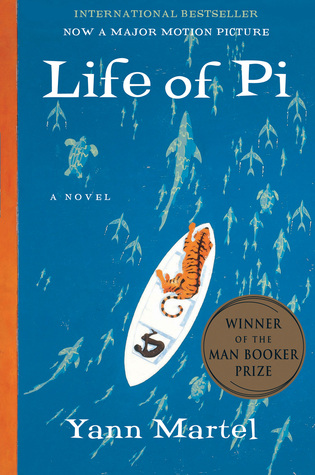 INTERNATIONAL BESTSELLER
NOW A MAJOR MOTION PICTURE
Life of Pi
A NOVEL
WINNER
OF THE
MAN BOOKER
PRIZE
Yann Martel